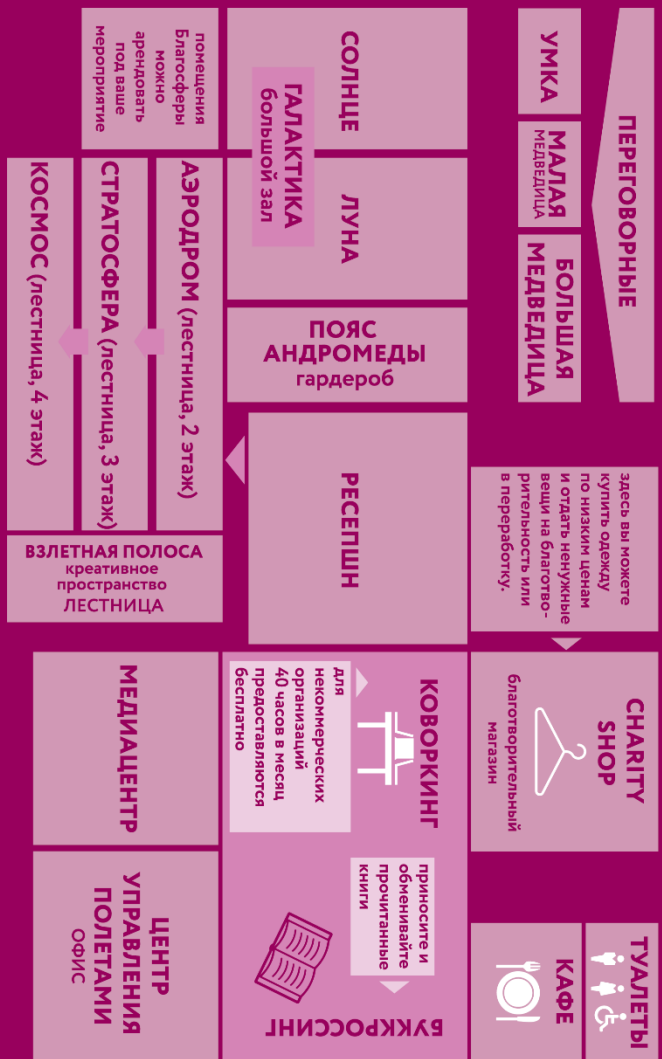 ПЕРЕГОВОРНЫЕ
УМКА
МАЛАЯ
МЕДВЕДИЦА
БОЛЬШАЯ
МЕДВЕДИЦА
здесь вы можете
купить одежду
по низким ценам
и отдать ненужные
вещи на благотво-
рительность или
в переработку.
CHARITY
SHOP
благотворительный
магазин
ТУАЛЕТЫ
КАФЕ
СОЛНЦЕ
ЛУНА
ГАЛАКТИКА
большой зал
ПОЯС
АНДРОМЕДЫ
гардероб
РЕСЕПШН
КОВОРКИНГ
для
некоммерческих
организаций
40 часов в месяц
предоставляются
бесплатно
приносите и
обменивайте
прочитанные
книги
БУККРОССИНГ
помещения
Благосферы
можно
арендовать
под ваше
мероприятие
АЭРОДРОМ (лестница, 2 этаж)
СТРАТОСФЕРА (лестница, 3 этаж)
КОСМОС (лестница, 4 этаж)
ВЗЛЕТНАЯ ПОЛОСА
креативное
пространство
ЛЕСТНИЦА
МЕДИАЦЕНТР
ЦЕНТР
УПРАВЛЕНИЯ
ПОЛЕТАМИ
ОФИС